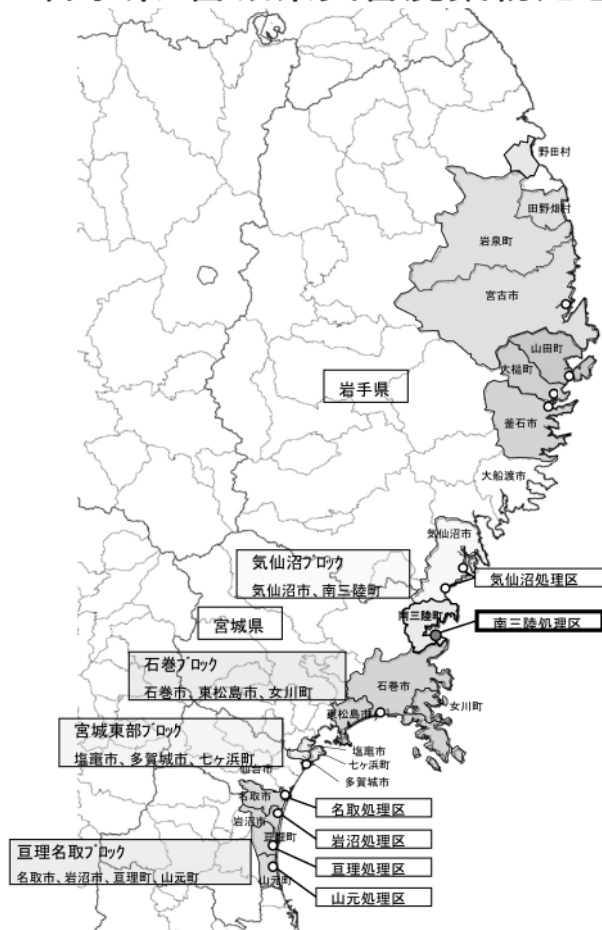 野田村
田野畑村
岩泉町
宮古市
山田町
大槌町
岩手県
釜石市
大船渡市
気仙沼市
気仙沼ブロック
気仙沼市、南三陸町
気仙沼処理区
南三陸町
宮城県
南三陸処理区
石巻ブロック
石巻市、東松島市、女川町
石巻市
女川町
東松島市
宮城東部ブロック
塩竈市、多賀城市、七ヶ浜町
塩竈市
七ヶ浜町
仙台市
多賀城市
名取市
名取処理区
岩沼市
岩沼処理区
亘理町
亘理名取ブロック
名取市、岩沼市、亘理町、山元町
亘理処理区
山元町
山元処理区